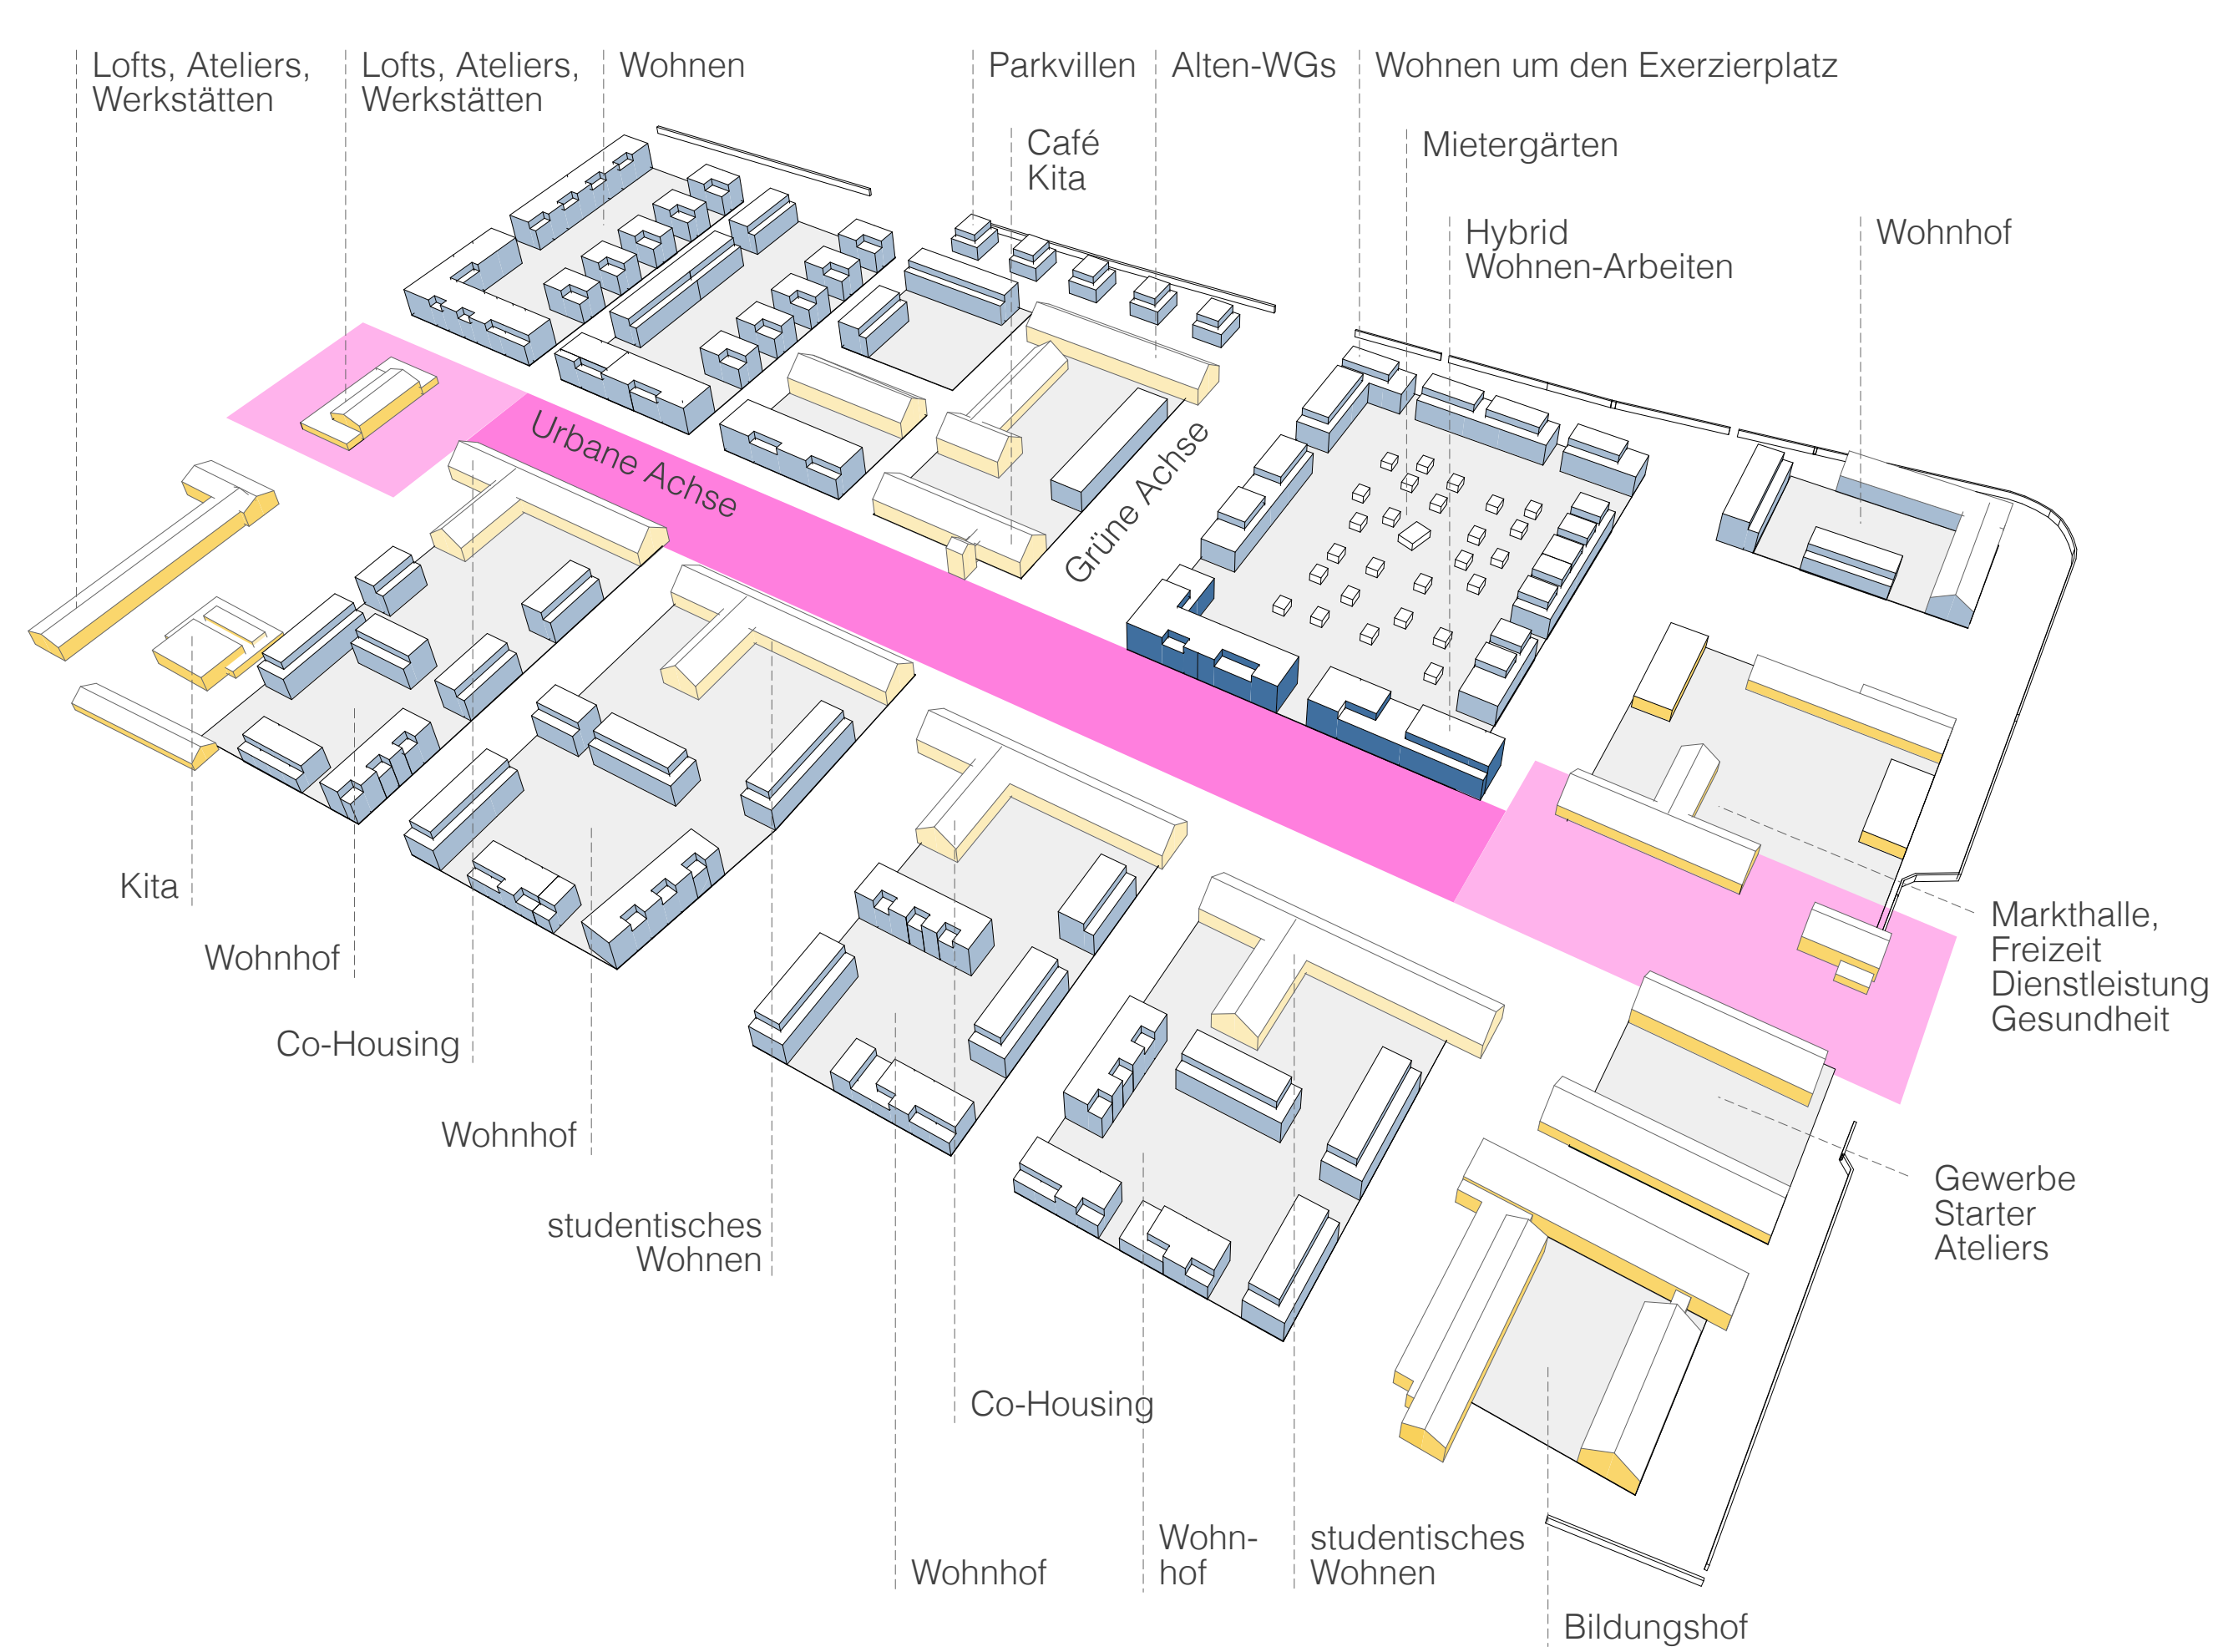 Lofts, Ateliers,
Werkstätten
Lofts, Ateliers,
Werkstätten
Wohnen
Parkvillen
Alten-WGs
Wohnen um den Exerzierplatz
Café
Kita
Mietergärten
Hybrid
Wohnen-Arbeiten
Wohnhof
Urbane Achse
Grüne Achse
Kita
Wohnhof
Co-Housing
Wohnhof
studentisches
Wohnen
Markthalle,
Freizeit
Dienstleistung
Gesundheit
Gewerbe
Starter
Ateliers
Co-Housing
Wohnhof
Wohn-
hof
studentisches
Wohnen
Bildungshof